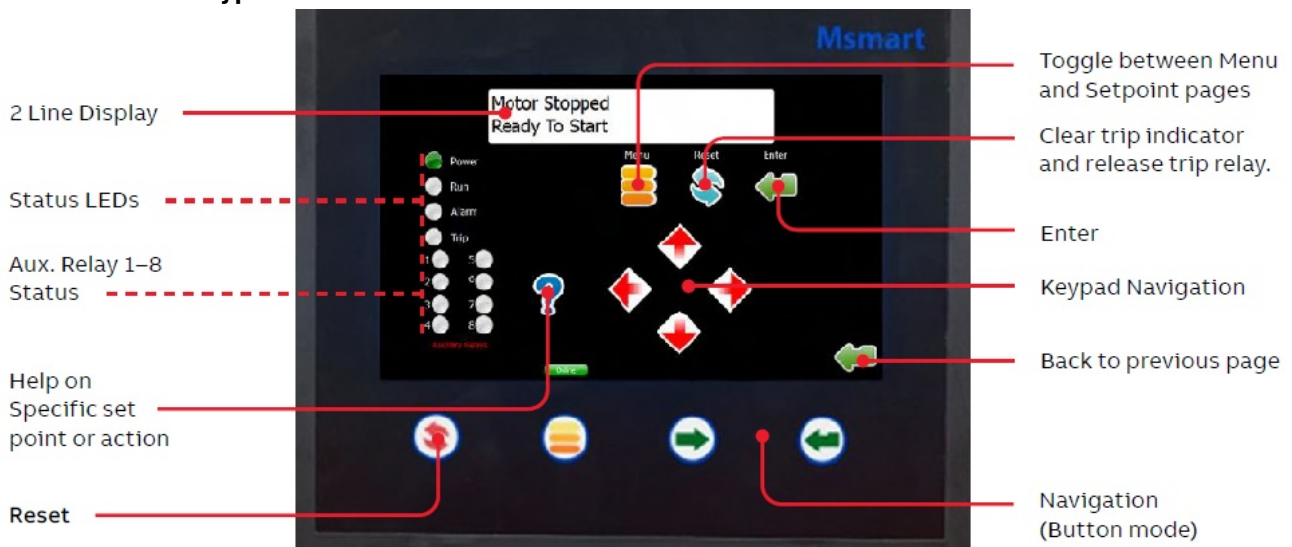 Msmart
Toggle between Menu
and Setpoint pages
2 Line Display
Motor Stopped
Ready To Start
Clear trip indicator
and release trip relay.
Menu
Reset
Enter
Power
Run
Alarm
Trip
Status LEDs
Enter
Aux. Relay 1–8
Status
1 5
2 6
3 7
4 8
Keypad Navigation
Back to previous page
Online
Help on
Specific set
point or action
Reset
Navigation
(Button mode)